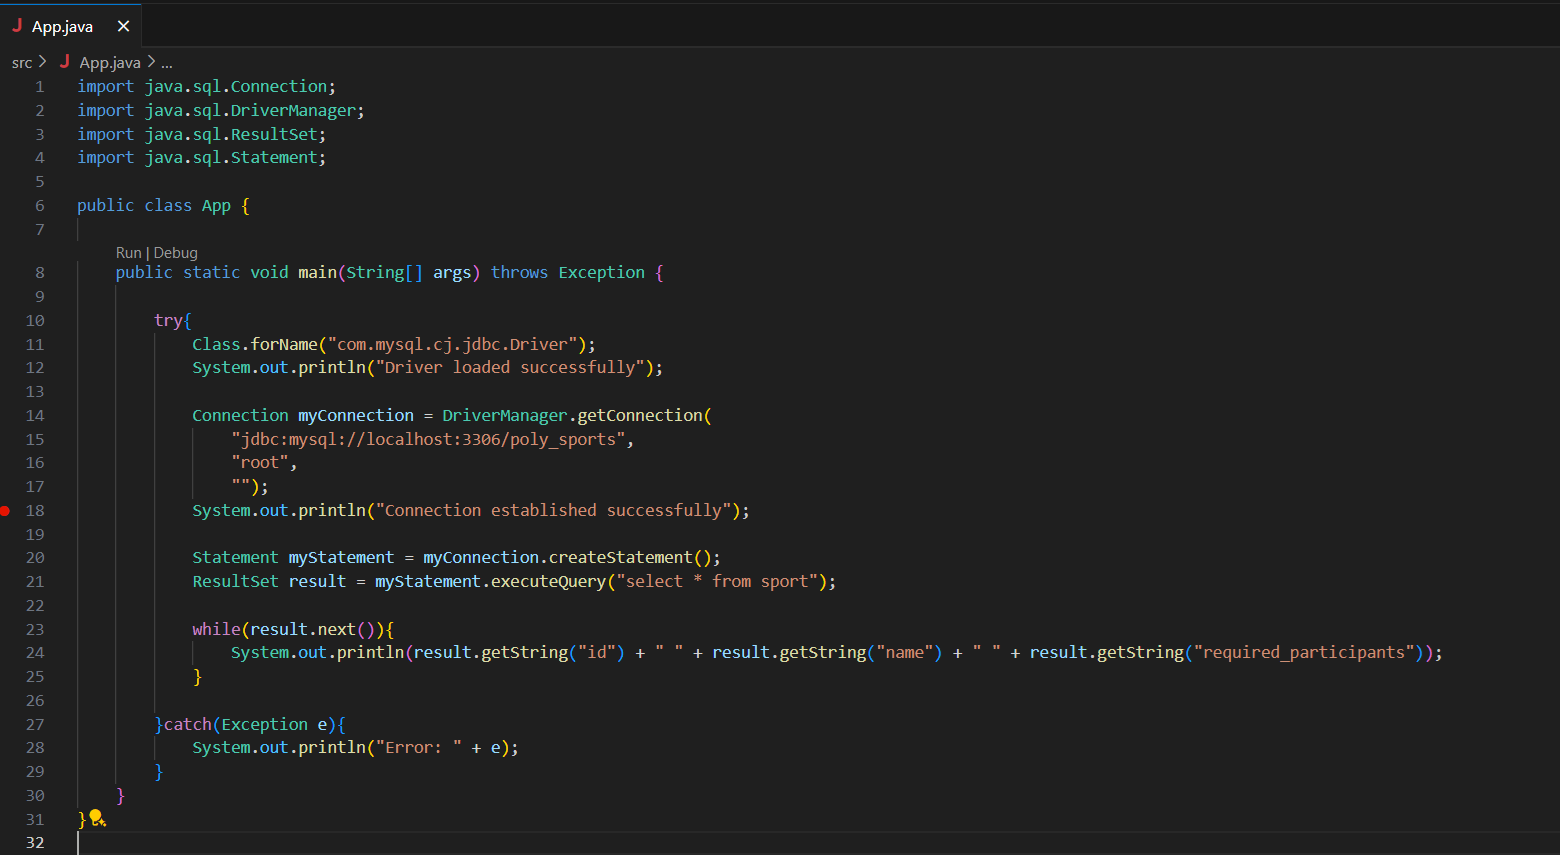 J App.java ×
src > J App.java > ...
1 import java.sql.Connection;
2 import java.sql.DriverManager;
3 import java.sql.ResultSet;
4 import java.sql.Statement;
5
6 public class App {
7
Run | Debug
8     public static void main(String[] args) throws Exception {
9
10         try{
11             Class.forName("com.mysql.cj.jdbc.Driver");
12             System.out.println("Driver loaded successfully");
13
14             Connection myConnection = DriverManager.getConnection(
15                 "jdbc:mysql://localhost:3306/poly_sports",
16                 "root",
17                 "");
18             System.out.println("Connection established successfully");
19
20             Statement myStatement = myConnection.createStatement();
21             ResultSet result = myStatement.executeQuery("select * from sport");
22
23             while(result.next()){
24                 System.out.println(result.getString("id") + " " + result.getString("name") + " " + result.getString("required_participants"));
25             }
26
27         }catch(Exception e){
28             System.out.println("Error: " + e);
29         }
30     }
31 }
32